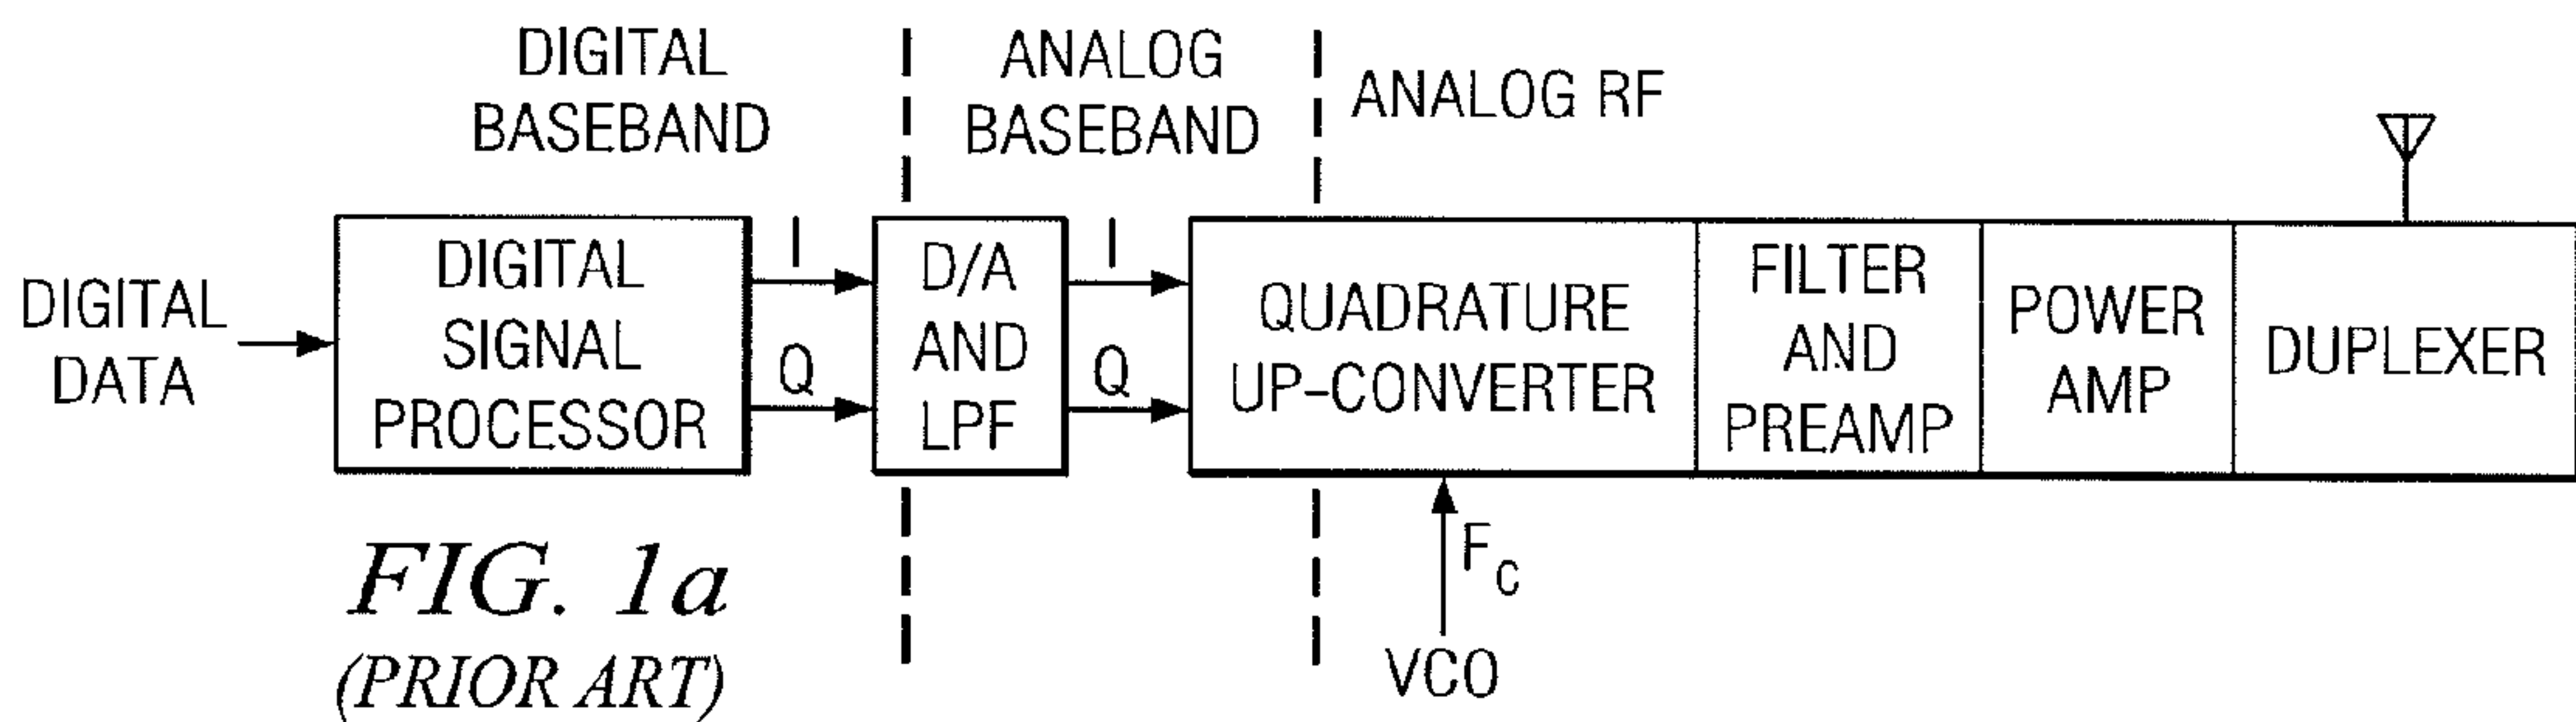 DIGITAL
BASEBAND
ANALOG
BASEBAND
ANALOG RF
DIGITAL
DATA
DIGITAL
SIGNAL
PROCESSOR
I
Q
D/A
AND
LPF
I
Q
QUADRATURE
UP-CONVERTER
FILTER
AND
PREAMP
POWER
AMP
DUPLEXER
FC
VCO
FIG. 1a
(PRIOR ART)